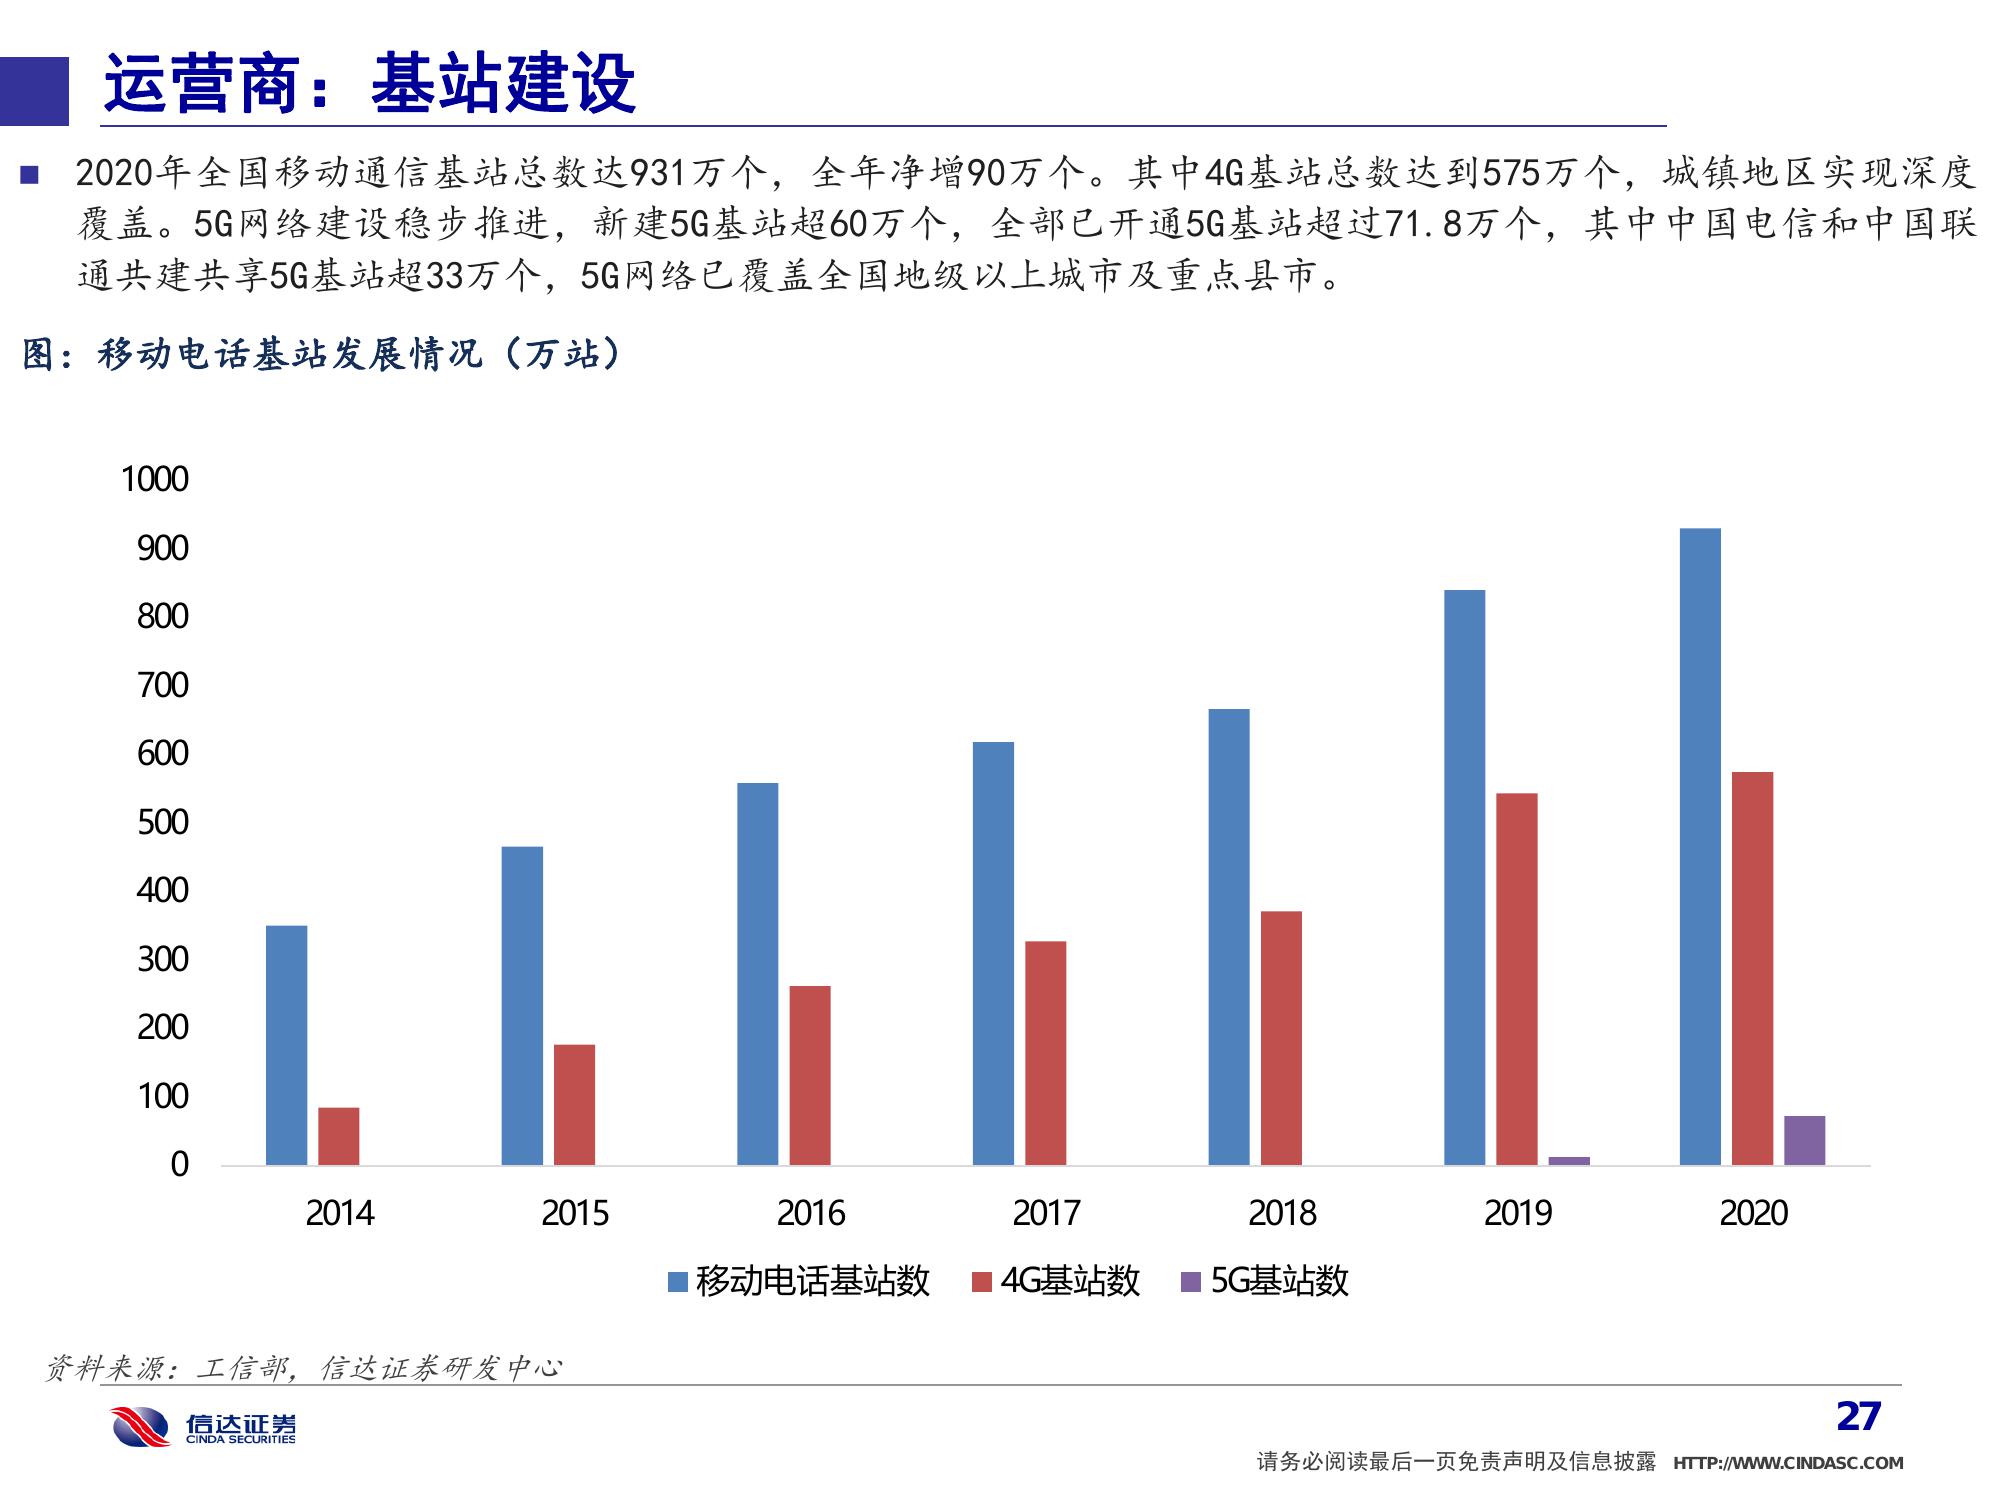 运营商：基站建设
■ 2020年全国移动通信基站总数达931万个，全年净增90万个。其中4G基站总数达到575万个，城镇地区实现深度
覆盖。5G网络建设稳步推进，新建5G基站超60万个，全部已开通5G基站超过71.8万个，其中中国电信和中国联
通共建共享5G基站超33万个，5G网络已覆盖全国地级以上城市及重点县市。
图：移动电话基站发展情况（万站）
1000
900
800
700
600
500
400
300
200
100
0
2014 2015 2016 2017 2018 2019 2020
移动电话基站数 4G基站数 5G基站数
资料来源：工信部，信达证券研发中心
信达证券
CINDA SECURITIES
27
请务必阅读最后一页免责声明及信息披露 HTTP://WWW.CINDASC.COM